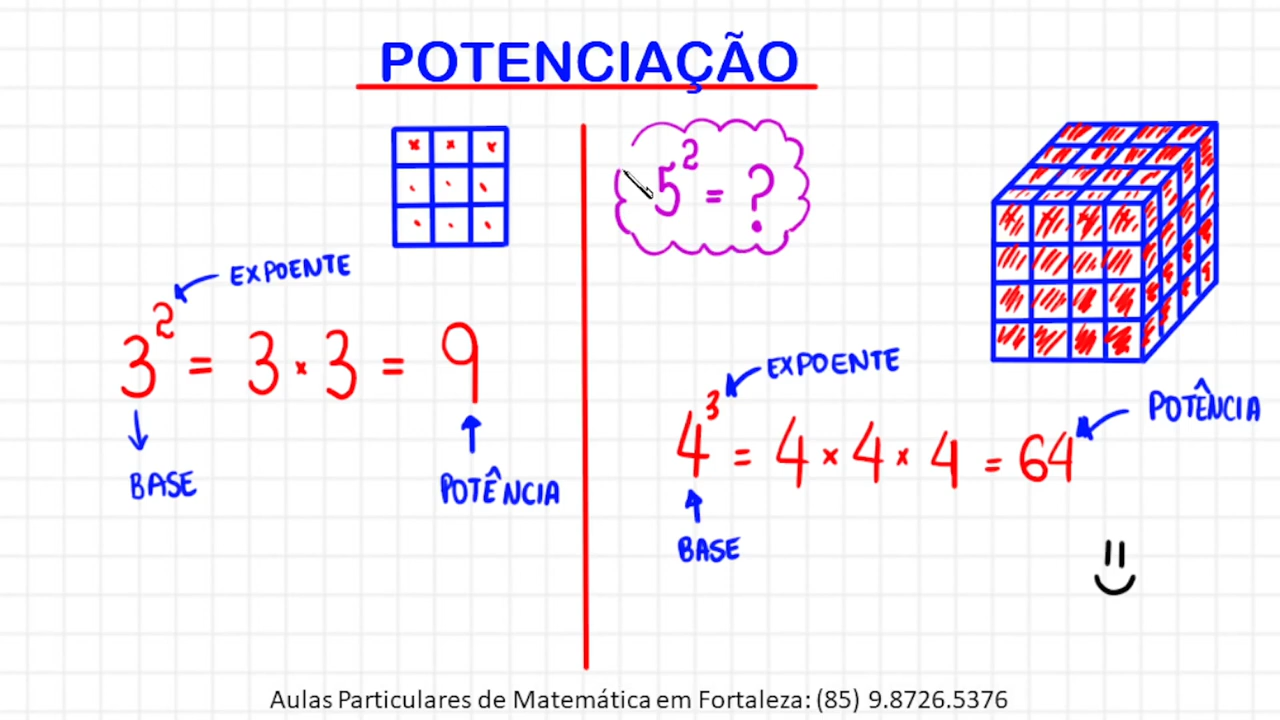 POTENCIAÇÃO
EXPOENTE
3² = 3 × 3 = 9
BASE
POTÊNCIA
5² = ?
EXPOENTE
POTÊNCIA
4³ = 4 × 4 × 4 = 64
BASE
Aulas Particulares de Matemática em Fortaleza: (85) 9.8726.5376